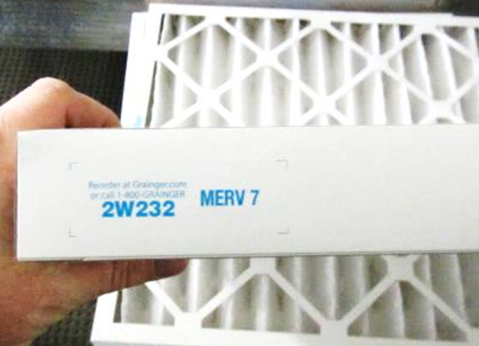 Reorder at Grainger.com
or call 1-800-GRAINGER
2W232
MERV 7